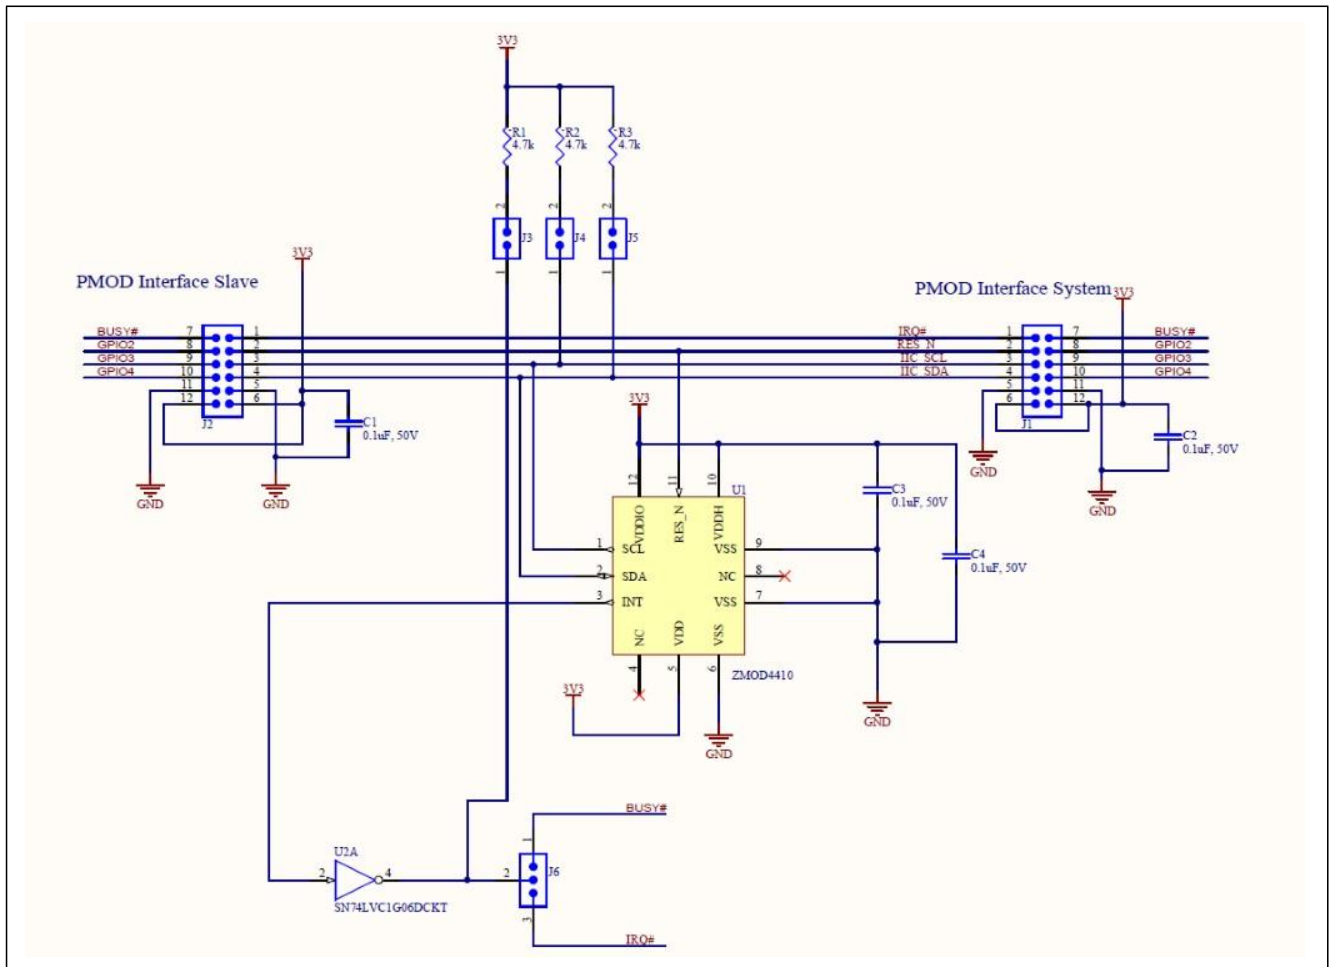 3V3
R1
4.7k
R2
4.7k
R3
4.7k
2
2
2
J3
J4
J5
1
1
1
3V3
PMOD Interface Slave
PMOD Interface System
3V3
BUSY#
GPIO2
GPIO3
GPIO4
7
8
9
10
11
12
1
2
3
4
5
6
J2
C1
0.1uF, 50V
GND
GND
IRQ#
RES_N
IIC_SCL
IIC_SDA
1
2
3
4
5
6
7
8
9
10
11
12
J1
BUSY#
GPIO2
GPIO3
GPIO4
C2
0.1uF, 50V
GND
GND
3V3
12
11
10
U1
VDDIO
RES_N
VDDH
1
SCL
2
SDA
3
INT
VSS
9
NC
8
VSS
7
NC
VDD
VSS
4
5
6
ZMOD4410
C3
0.1uF, 50V
C4
0.1uF, 50V
GND
3V3
GND
BUSY#
1
U2A
2
4
SN74LVC1G06DCKT
2
J6
3
IRQ#